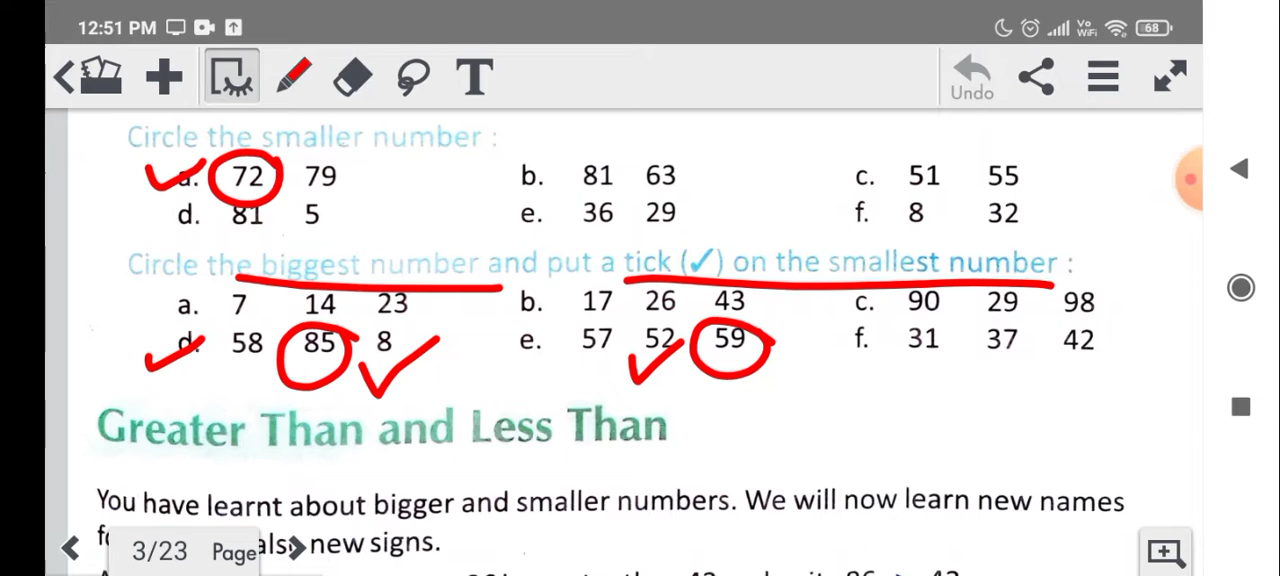 12:51 PM Vo WiFi 68
T Undo
Circle the smaller number :
a. 72 79 b. 81 63 c. 51 55
d. 81 5 e. 36 29 f. 8 32
Circle the biggest number and put a tick (✓) on the smallest number :
a. 7 14 23 b. 17 26 43 c. 90 29 98
d. 58 85 8 e. 57 52 59 f. 31 37 42
Greater Than and Less Than
You have learnt about bigger and smaller numbers. We will now learn new names
new signs.
3/23 Page